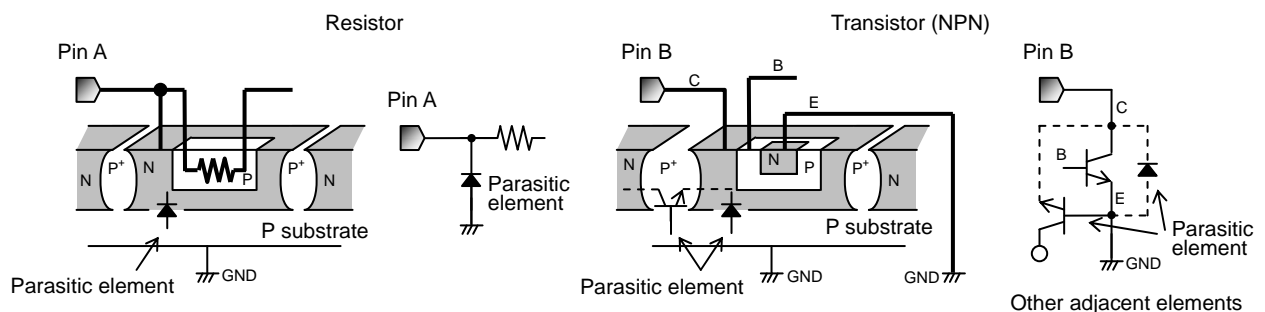 Resistor
Transistor (NPN)
Pin A
Pin B
Pin B
C
B
E
Pin A
C
B
E
N
P+
N
P
P+
N
Parasitic
element
P substrate
GND
Parasitic element
N
P+
N
P
P+
N
P substrate
GND
GND
Parasitic element
Parasitic
element
GND
Other adjacent elements